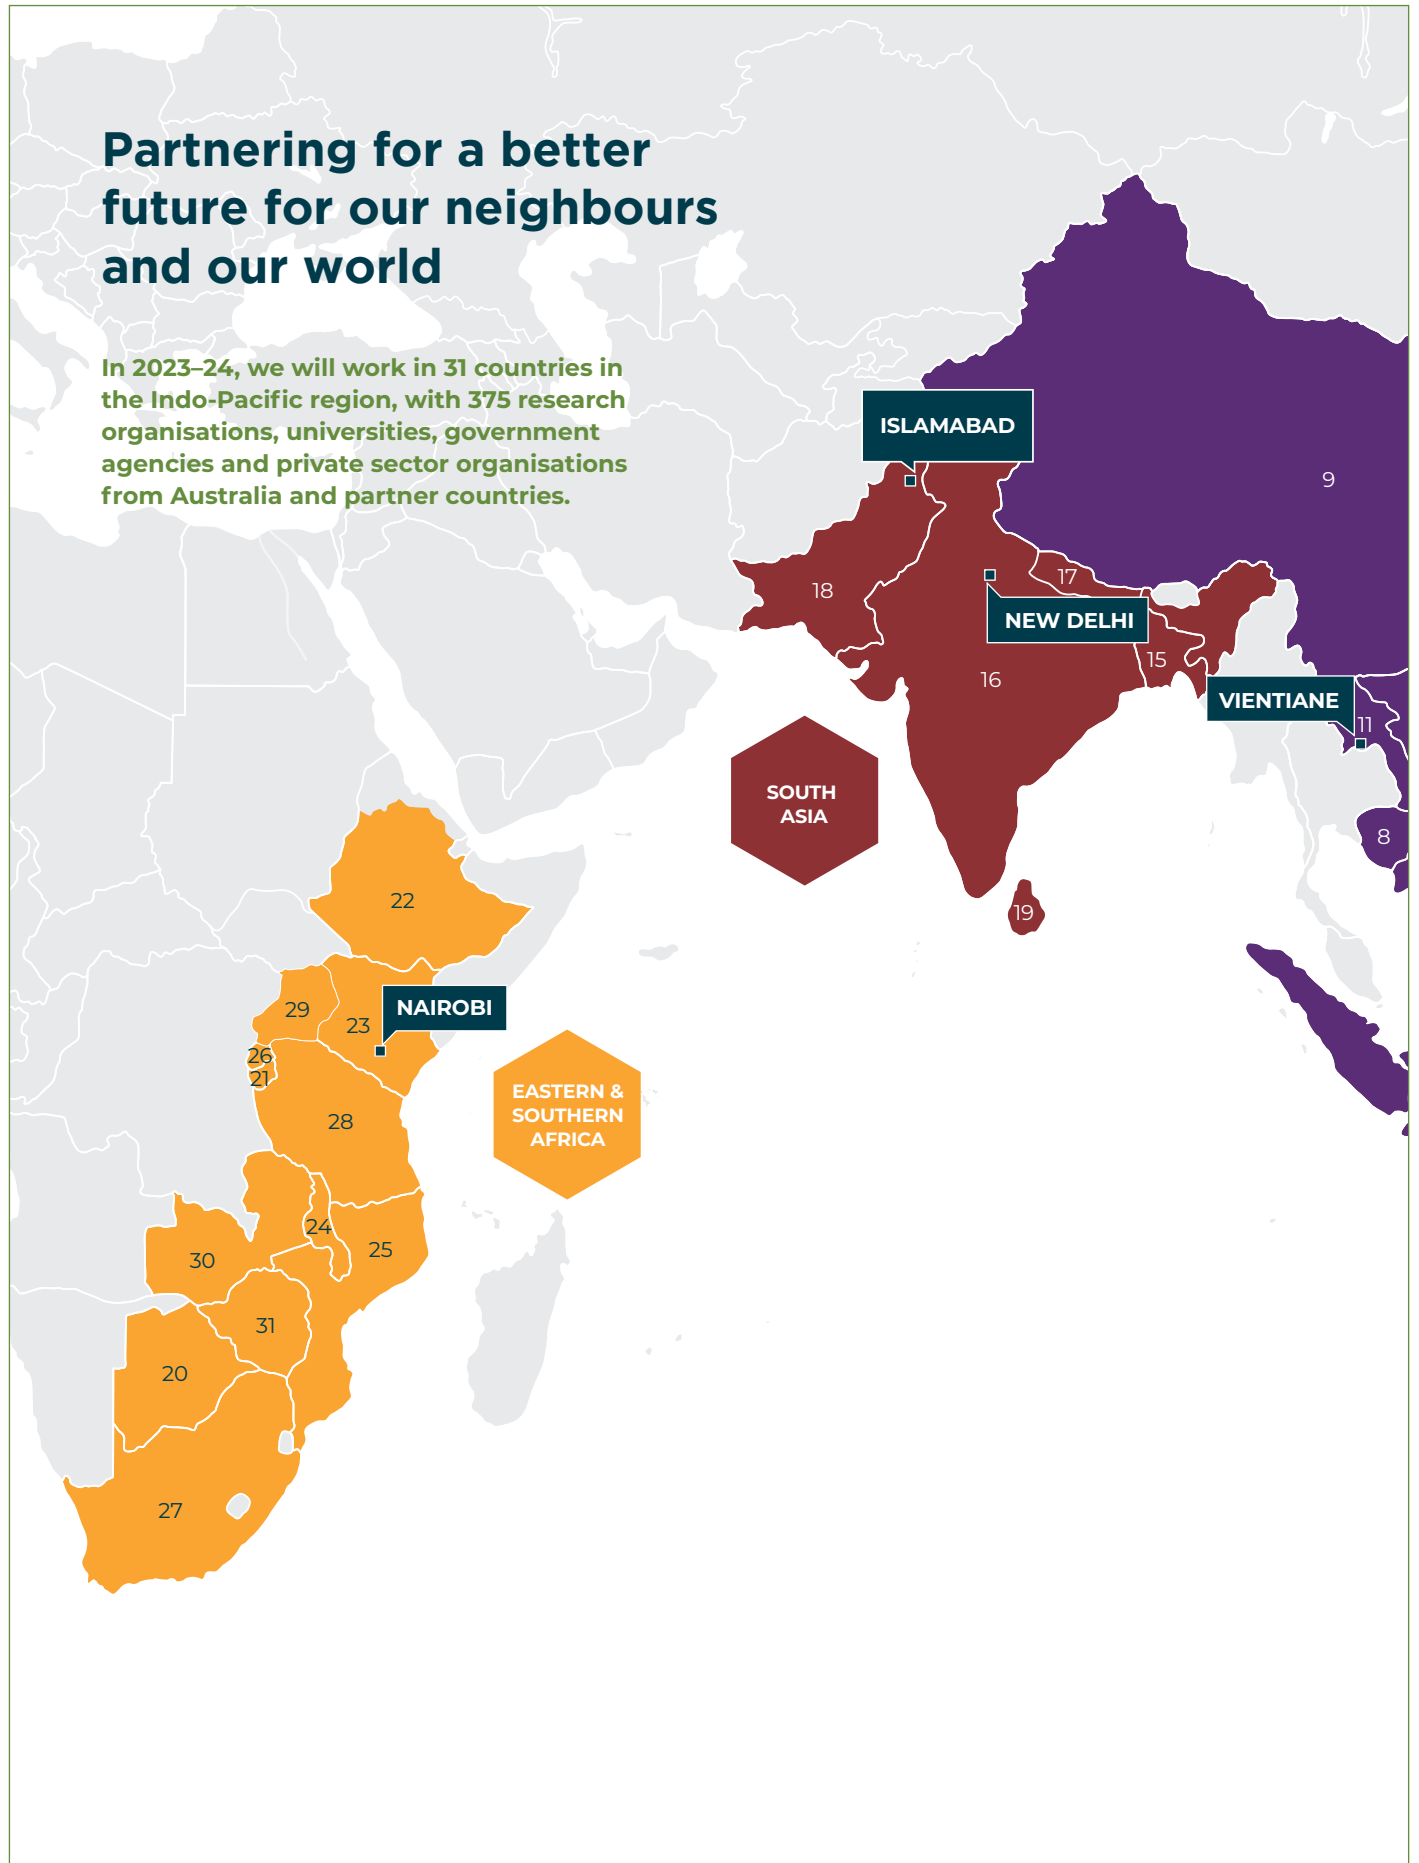 Partnering for a better
future for our neighbours
and our world
In 2023–24, we will work in 31 countries in
the Indo-Pacific region, with 375 research
organisations, universities, government
agencies and private sector organisations
from Australia and partner countries.
ISLAMABAD
9
17
18
NEW DELHI
15
16
VIENTIANE
11
SOUTH
ASIA
8
22
19
29
NAIROBI
23
26
21
EASTERN &
SOUTHERN
AFRICA
28
24
25
30
31
20
27